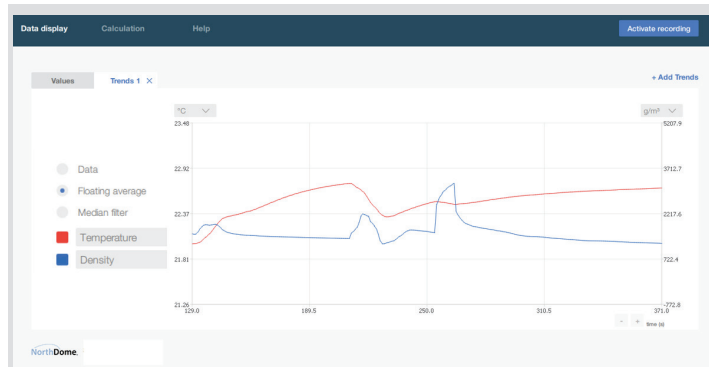 Data display Calculation Help Activate recording
Values Trends 1 × + Add Trends
°C g/m³
23.48 5207.9
Data
22.92 3712.7
Floating average
Median filter
22.37 2217.6
Temperature
Density
21.81 722.4
21.26 -772.8
129.0 189.5 250.0 310.5 371.0
- + time (s)
NorthDome.